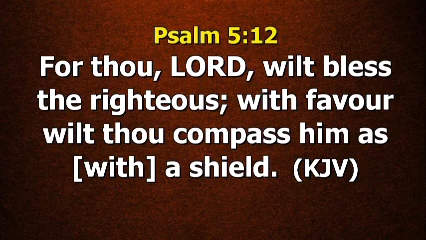 Psalm 5:12
For thou, LORD, wilt bless
the righteous; with favour
wilt thou compass him as
[with] a shield. (KJV)